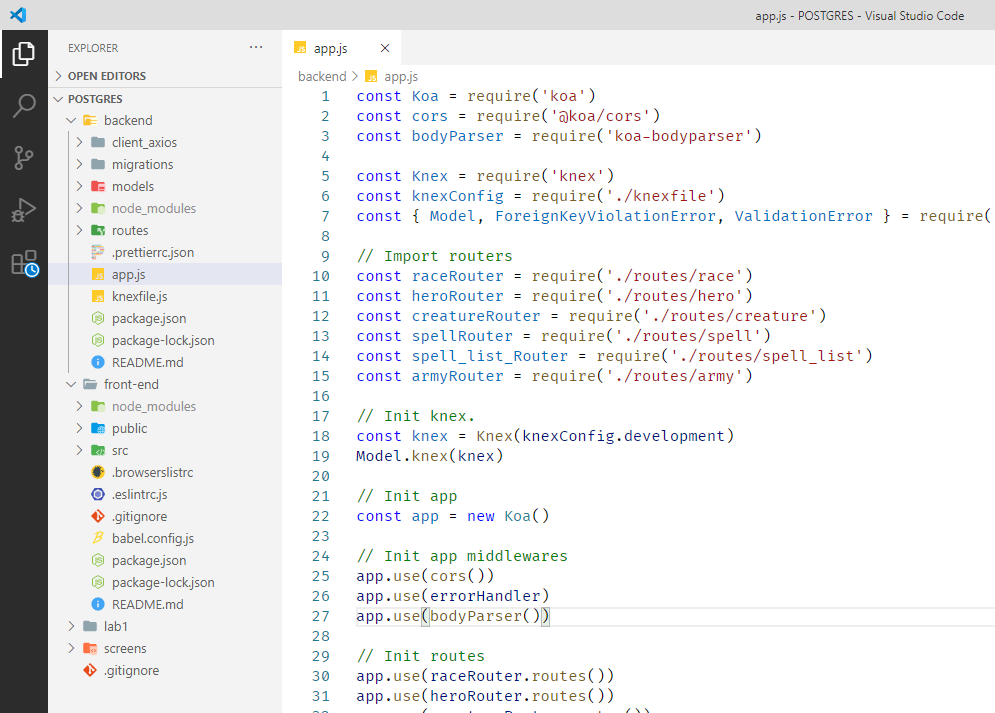 app.js - POSTGRES - Visual Studio Code
EXPLORER
OPEN EDITORS
POSTGRES
backend
client_axios
migrations
models
node_modules
routes
.prettierrc.json
app.js
knexfile.js
package.json
package-lock.json
README.md
front-end
node_modules
public
src
.browserslistrc
.eslintrc.js
.gitignore
babel.config.js
package.json
package-lock.json
README.md
lab1
screens
.gitignore
JS app.js
backend > JS app.js
1 const Koa = require('koa')
2 const cors = require('@koa/cors')
3 const bodyParser = require('koa-bodyparser')
4
5 const Knex = require('knex')
6 const knexConfig = require('./knexfile')
7 const { Model, ForeignKeyViolationError, ValidationError } = require(
8
9 // Import routers
10 const raceRouter = require('./routes/race')
11 const heroRouter = require('./routes/hero')
12 const creatureRouter = require('./routes/creature')
13 const spellRouter = require('./routes/spell')
14 const spell_list_Router = require('./routes/spell_list')
15 const armyRouter = require('./routes/army')
16
17 // Init knex.
18 const knex = Knex(knexConfig.development)
19 Model.knex(knex)
20
21 // Init app
22 const app = new Koa()
23
24 // Init app middlewares
25 app.use(cors())
26 app.use(errorHandler)
27 app.use(bodyParser())
28
29 // Init routes
30 app.use(raceRouter.routes())
31 app.use(heroRouter.routes())